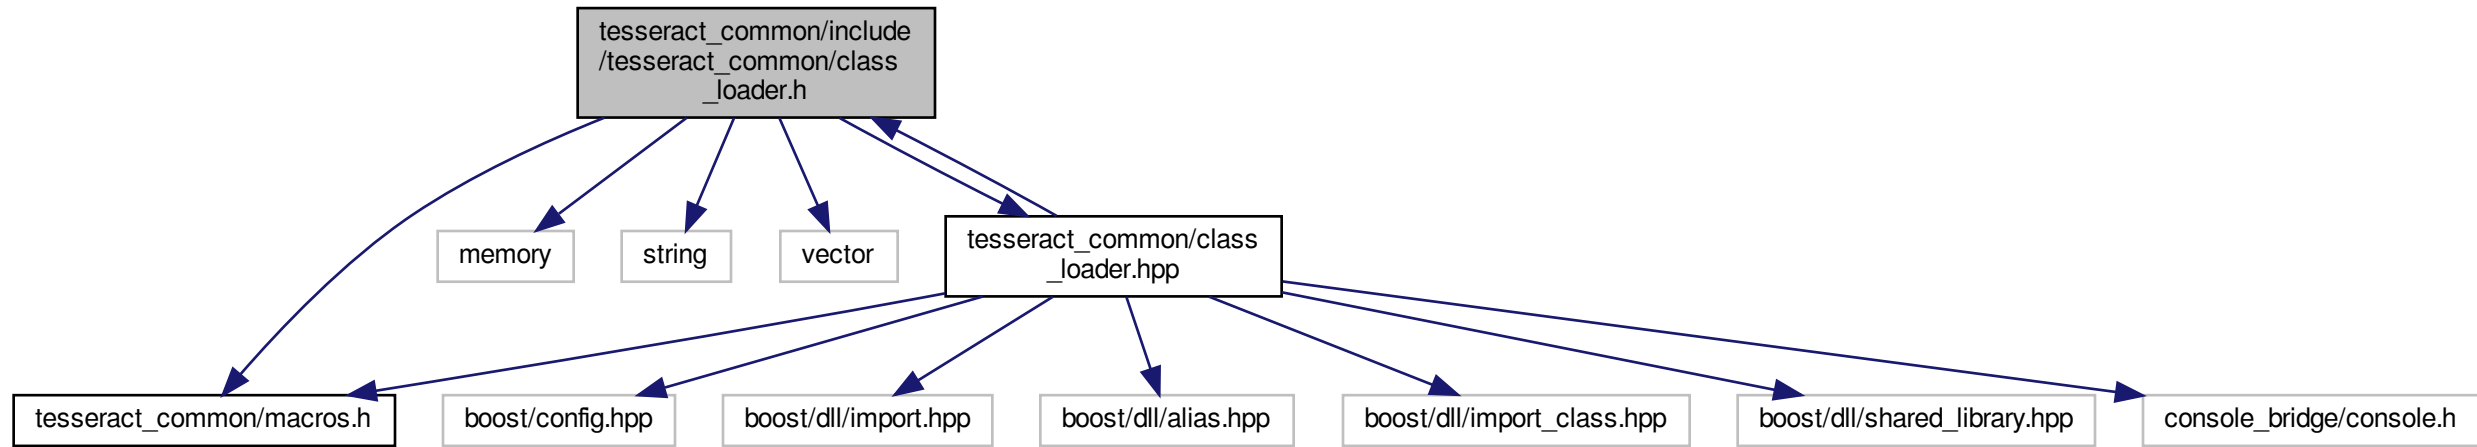 tesseract_common/include
/tesseract_common/class
_loader.h
memory
string
vector
tesseract_common/class
_loader.hpp
tesseract_common/macros.h
boost/config.hpp
boost/dll/import.hpp
boost/dll/alias.hpp
boost/dll/import_class.hpp
boost/dll/shared_library.hpp
console_bridge/console.h